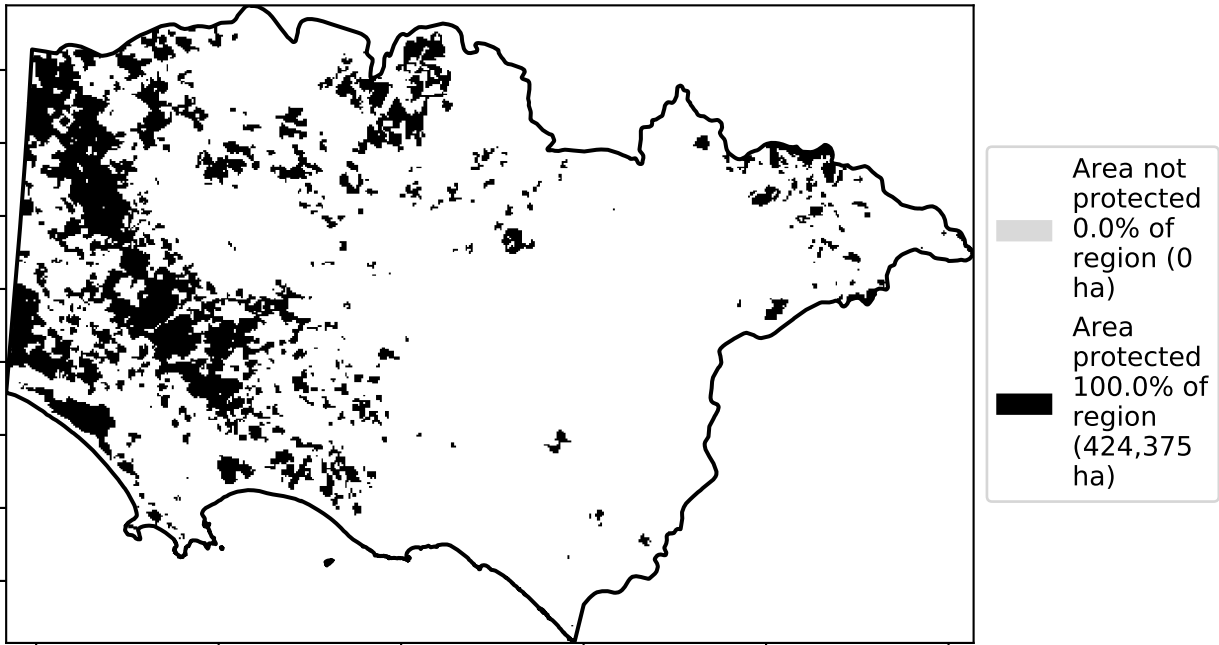 Area not
protected
0.0% of
region (0
ha)
Area
protected
100.0% of
region
(424,375
ha)